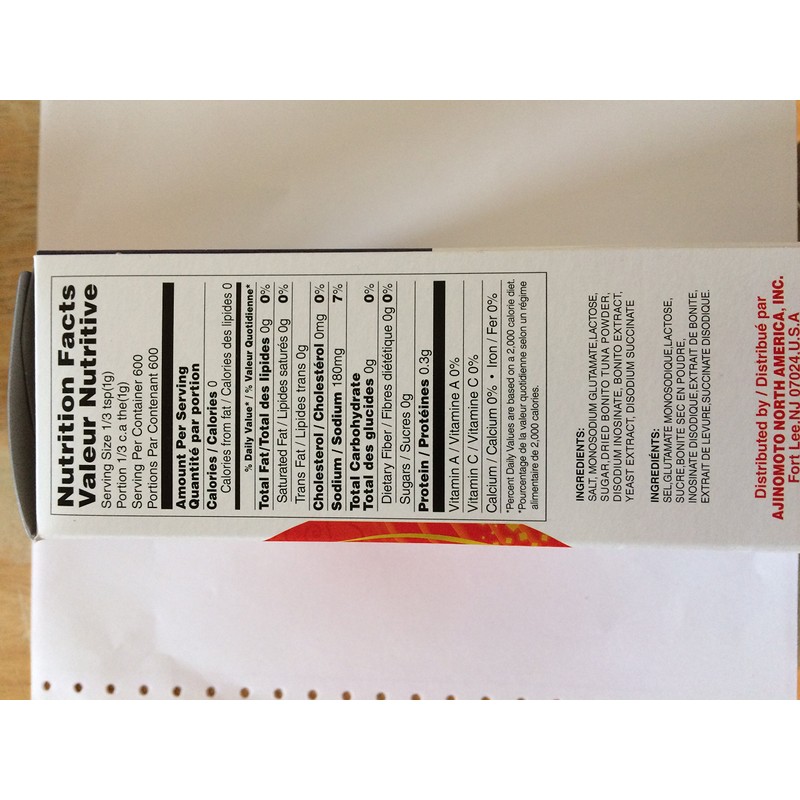 Nutrition Facts
Valeur Nutritive
Serving Size 1/3 tsp(1g)
Portion 1/3 c.a the(1g)
Serving Per Container 600
Portions Par Contenant 600
Amount Per Serving
Quantité par portion
Calories / Calories 0
Calories from fat / Calories des lipides 0
% Daily Value* / % Valeur Quotidienne*
Total Fat/Total des lipides 0g 0%
Saturated Fat / Lipides saturés 0g 0%
Trans Fat / Lipides trans 0g
Cholesterol / Cholestérol 0mg 0%
Sodium / Sodium 180mg 7%
Total Carbohydrate
Total des glucides 0g 0%
Dietary Fiber / Fibres diététique 0g 0%
Sugars / Sucres 0g
Protein / Protéines 0.3g
Vitamin A / Vitamine A 0%
Vitamin C / Vitamine C 0%
Calcium / Calcium 0% • Iron / Fer 0%
*Percent Daily Values are based on a 2,000 calorie diet.
*Pourcentage de la valeur quotidienne selon un régime
alimentaire de 2,000 calories.
INGREDIENTS:
SALT, MONOSODIUM GLUTAMATE,LACTOSE,
SUGAR,DRIED BONITO TUNA POWDER,
DISODIUM INOSINATE, BONITO EXTRACT,
YEAST EXTRACT, DISODIUM SUCCINATE
INGREDIÉNTS:
SEL,GLUTAMATE MONOSODIQUE,LACTOSE,
SUCRE,BONITE SEC EN POUDRE,
INOSINATE DISODIQUE,EXTRAIT DE BONITE,
EXTRAIT DE LEVURE,SUCCINATE DISODIQUE.
Distributed by / Distribué par
AJINOMOTO NORTH AMERICA, INC.
Fort Lee, NJ 07024.U.S.A